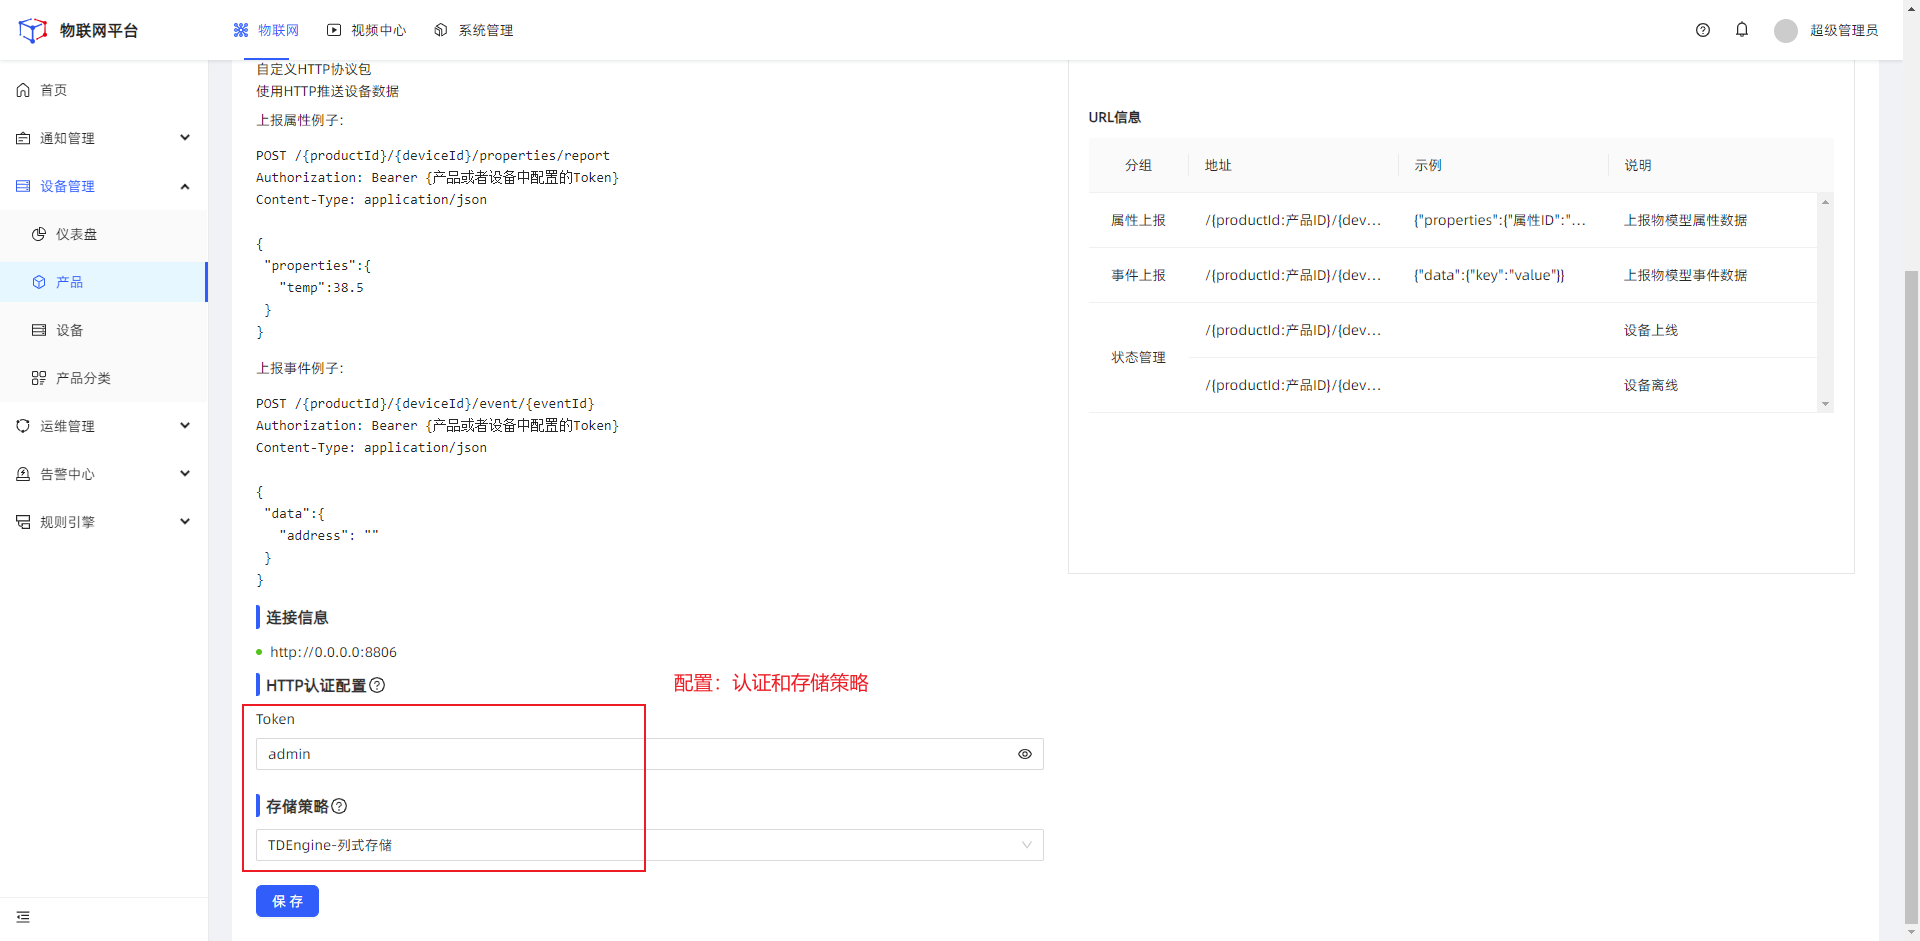 物联网平台
物联网
视频中心
系统管理
超级管理员
首页
通知管理
设备管理
仪表盘
产品
设备
产品分类
运维管理
告警中心
规则引擎
自定义HTTP协议包
使用HTTP推送设备数据
上报属性例子:
POST /{productId}/{deviceId}/properties/report
Authorization: Bearer {产品或者设备中配置的Token}
Content-Type: application/json
{
"properties":{
"temp":38.5
}
}
上报事件例子:
POST /{productId}/{deviceId}/event/{eventId}
Authorization: Bearer {产品或者设备中配置的Token}
Content-Type: application/json
{
"data":{
"address": ""
}
}
连接信息
http://0.0.0.0:8806
HTTP认证配置
配置：认证和存储策略
Token
admin
存储策略
TDEngine-列式存储
保 存
URL信息
分组 地址 示例 说明
属性上报 /{productId:产品ID}/{dev... {"properties":{"属性ID":"... 上报物模型属性数据
事件上报 /{productId:产品ID}/{dev... {"data":{"key":"value"}} 上报物模型事件数据
状态管理 /{productId:产品ID}/{dev... 设备上线
/{productId:产品ID}/{dev... 设备离线